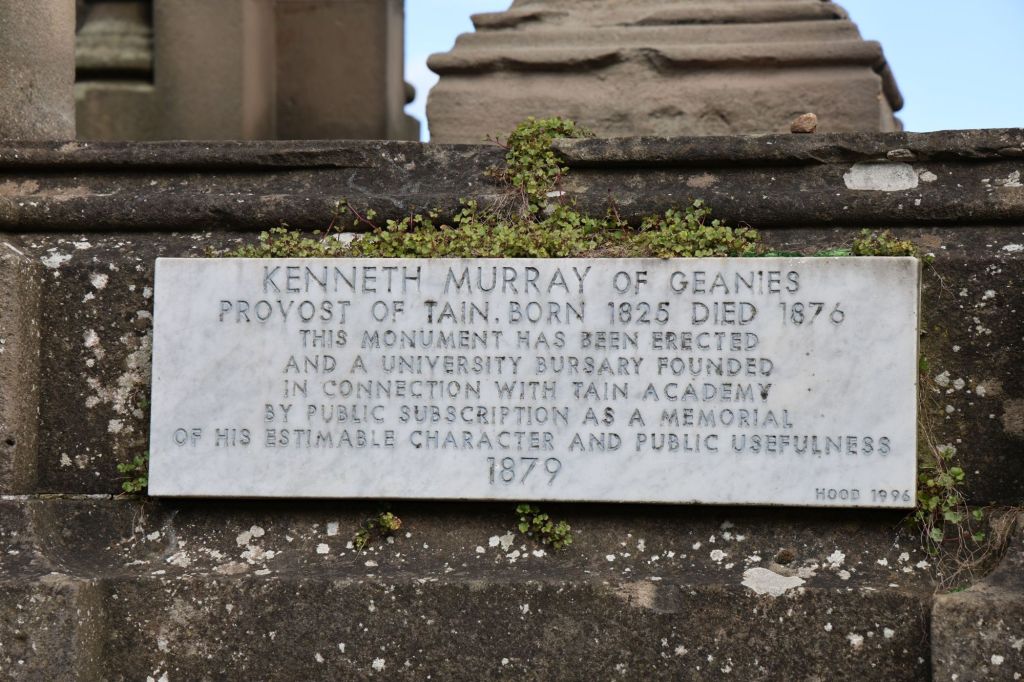 KENNETH MURRAY OF GEANIES
PROVOST OF TAIN. BORN 1825 DIED 1876
THIS MONUMENT HAS BEEN ERECTED
AND A UNIVERSITY BURSARY FOUNDED
IN CONNECTION WITH TAIN ACADEMY
BY PUBLIC SUBSCRIPTION AS A MEMORIAL
OF HIS ESTIMABLE CHARACTER AND PUBLIC USEFULNESS
1879
HOOD 1996